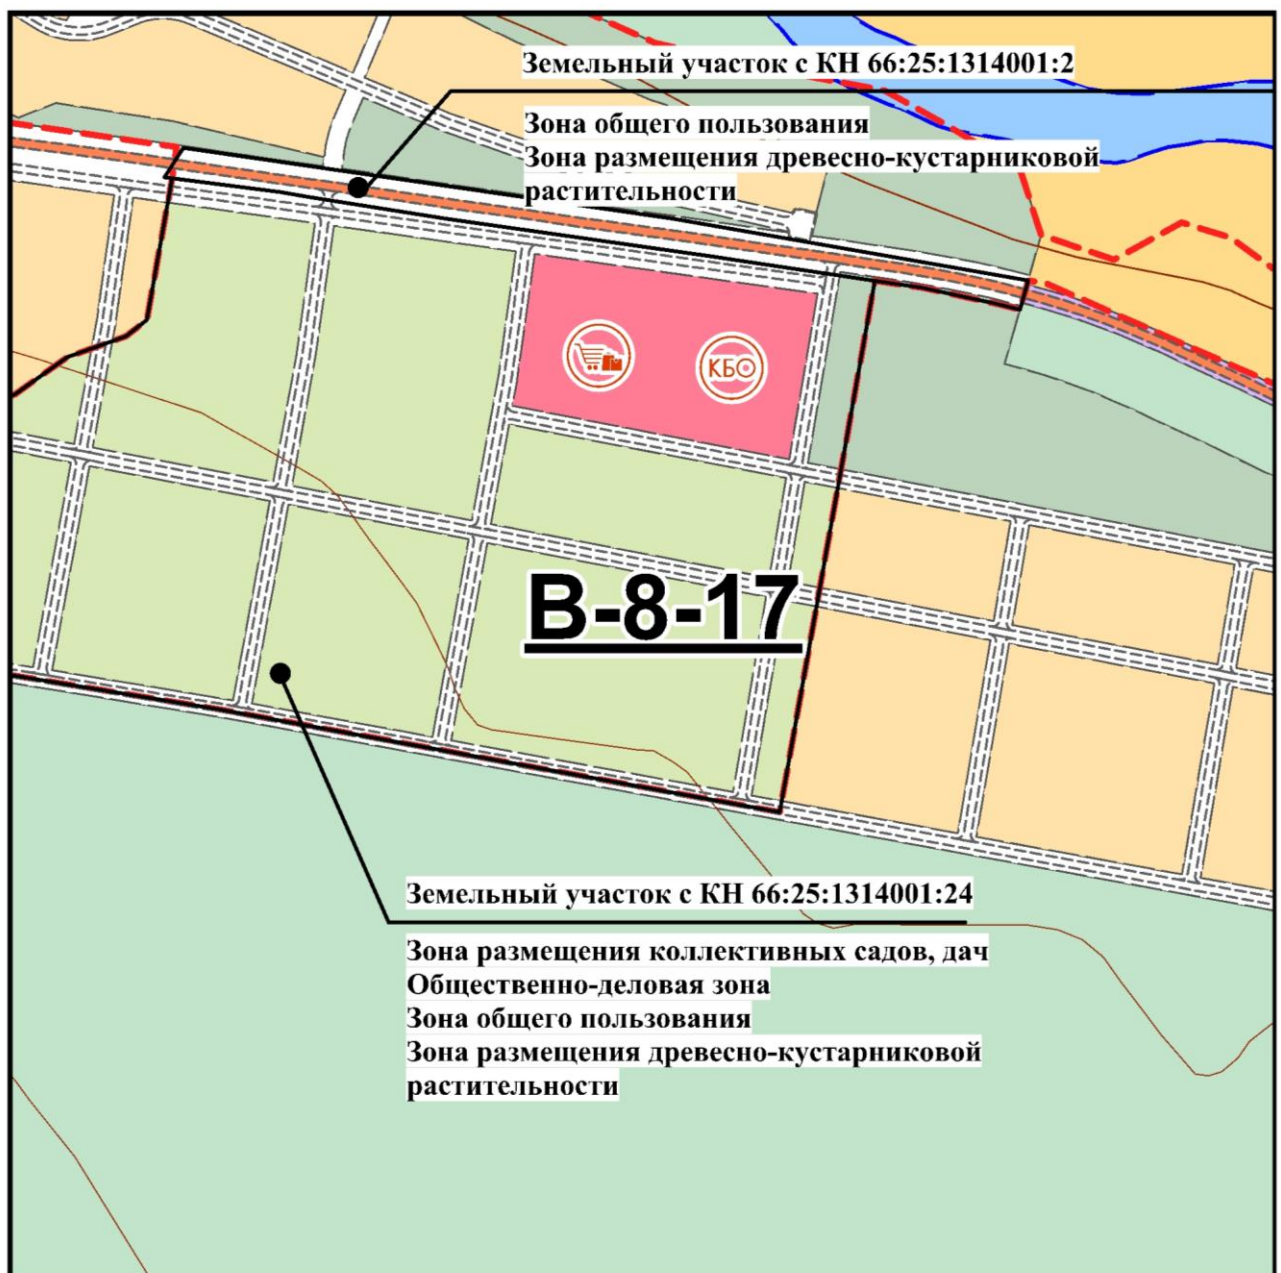 Земельный участок с КН 66:25:1314001:2
Зона общего пользования
Зона размещения древесно-кустарниковой
растительности
КБО
В-8-17
Земельный участок с КН 66:25:1314001:24
Зона размещения коллективных садов, дач
Общественно-деловая зона
Зона общего пользования
Зона размещения древесно-кустарниковой
растительности